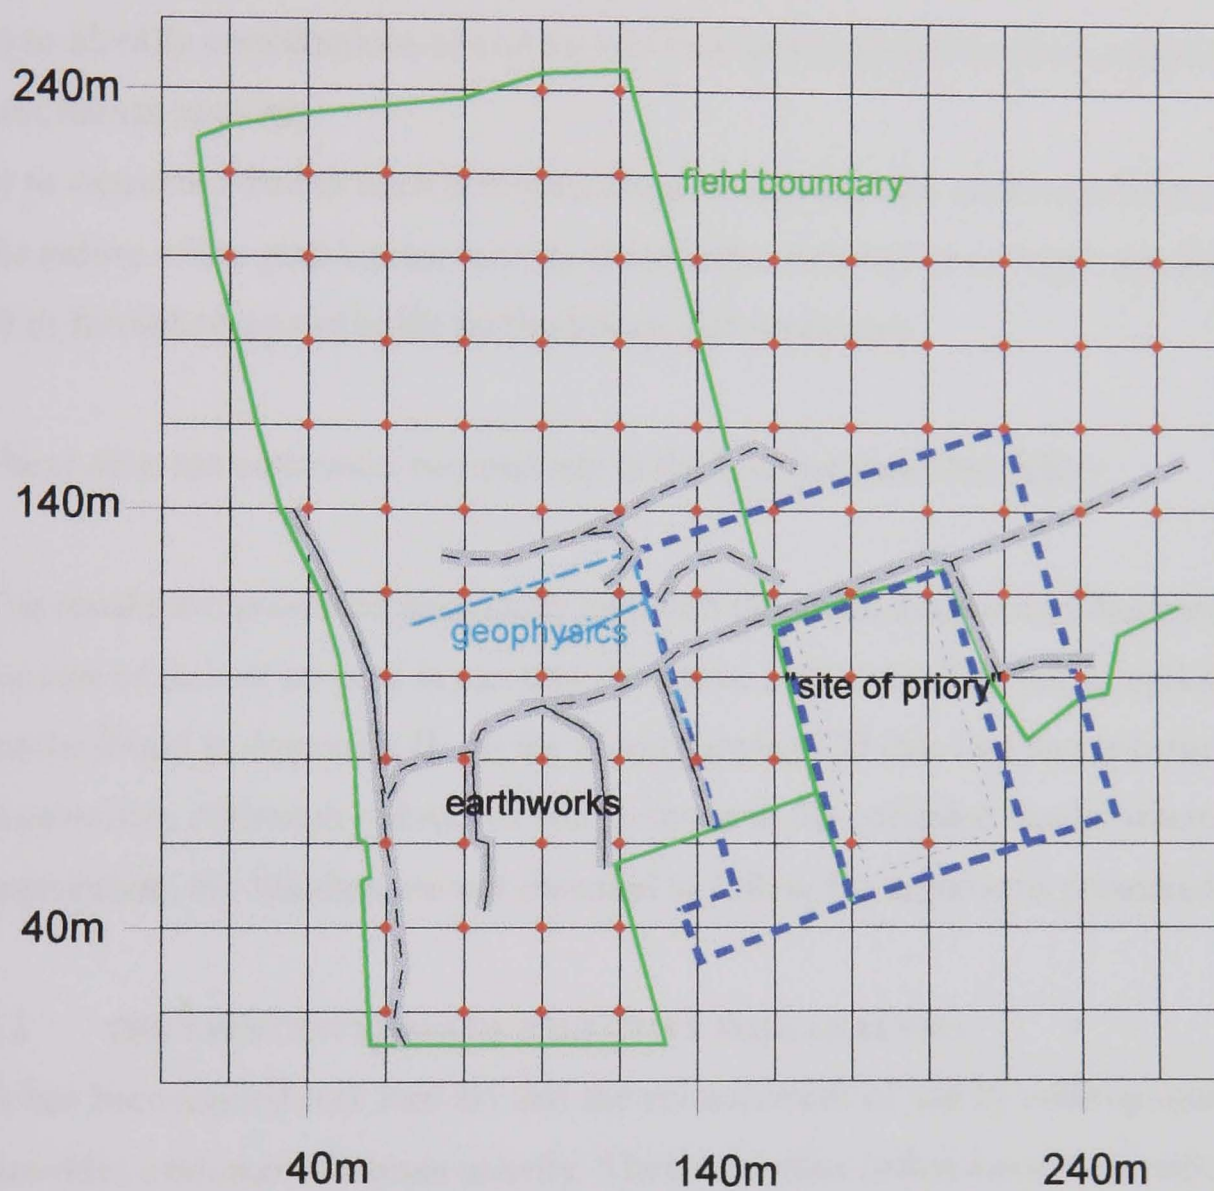 240m
field boundary
140m
geophysics
"site of priory"
earthworks
40m
40m
140m
240m